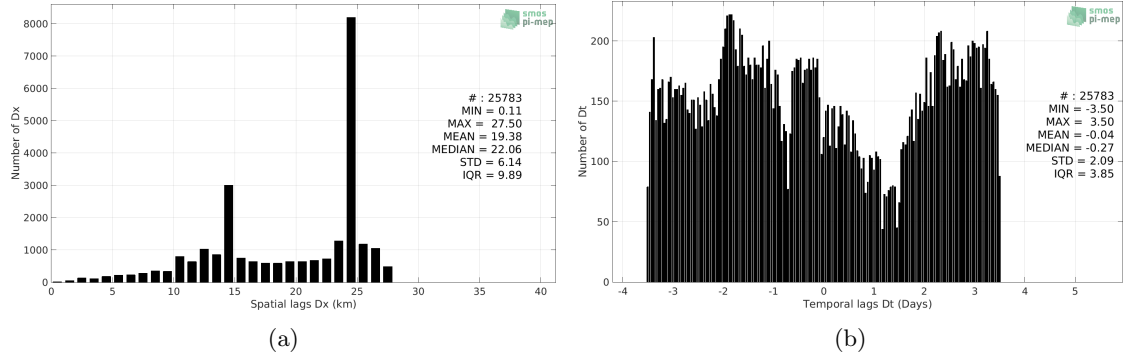 8000
7000
6000
5000
4000
3000
2000
1000
0
Number of Dx
0 5 10 15 20 25 30 35 40
Spatial lags Dx (km)
smos
pi-mep
# : 25783
MIN = 0.11
MAX = 27.50
MEAN = 19.38
MEDIAN = 22.06
STD = 6.14
IQR = 9.89
(a)
200
150
100
50
0
Number of Dt
-4 -3 -2 -1 0 1 2 3 4 5
Temporal lags Dt (Days)
smos
pi-mep
# : 25783
MIN = -3.50
MAX = 3.50
MEAN = -0.04
MEDIAN = -0.27
STD = 2.09
IQR = 3.85
(b)